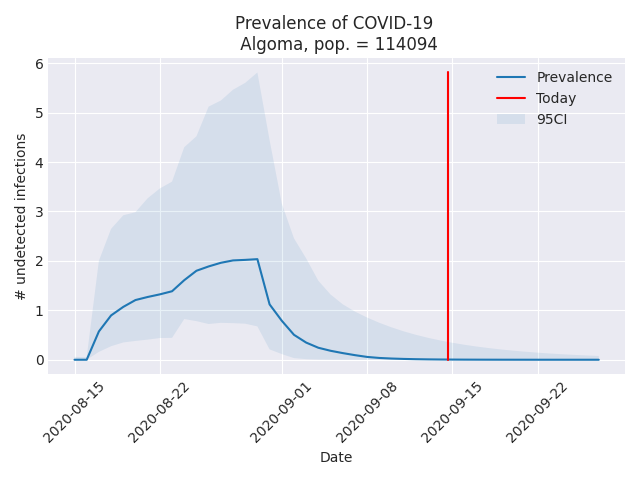 Prevalence of COVID-19
Algoma, pop. = 114094
6
5
4
3
2
1
0
# undetected infections
Prevalence
Today
95CI
2020-08-15
2020-08-22
2020-09-01
2020-09-08
2020-09-15
2020-09-22
Date